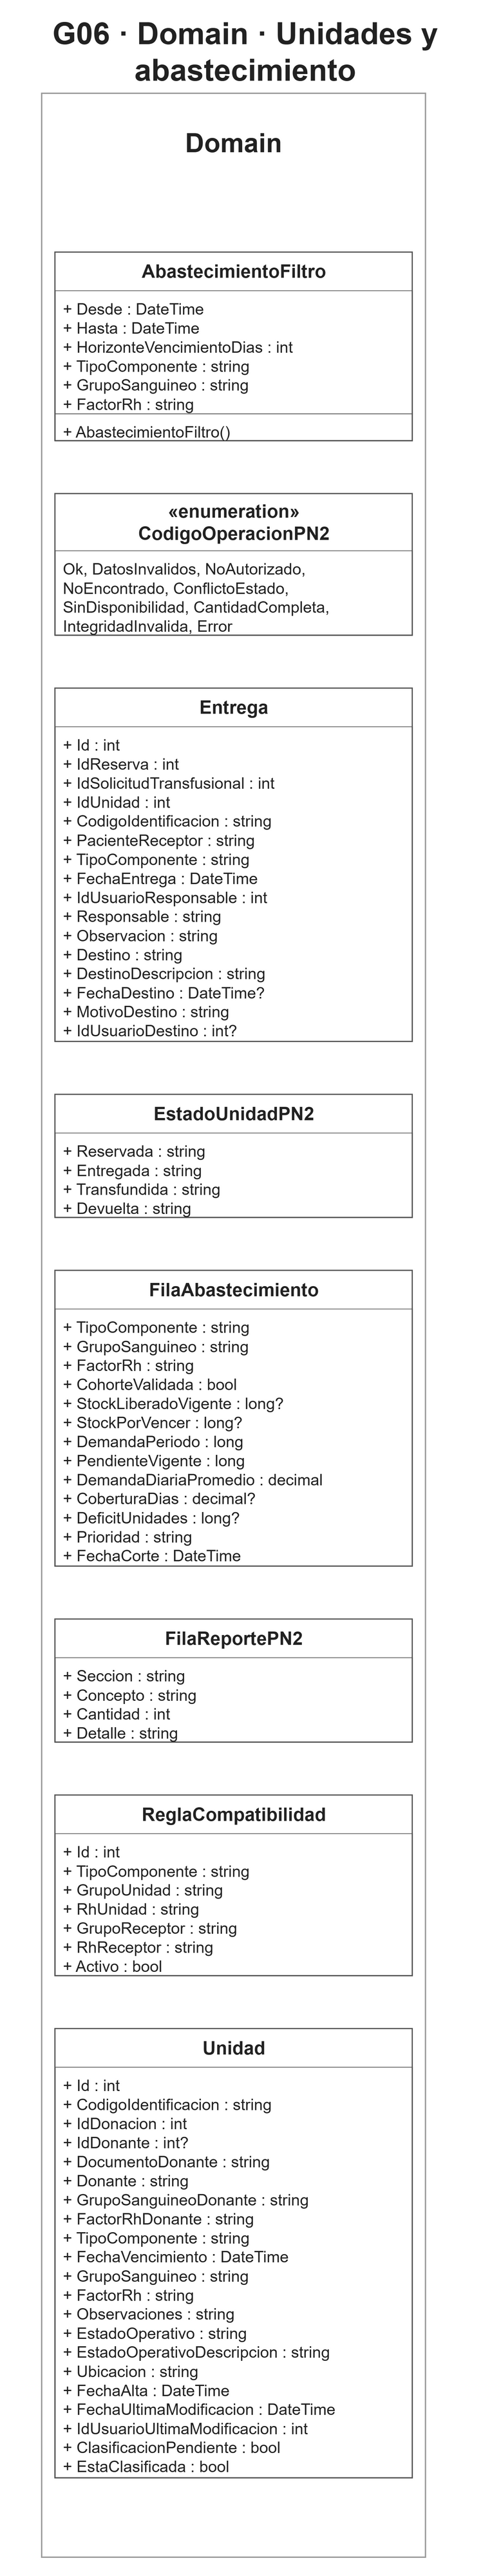 G06 · Domain · Unidades y
abastecimiento
Domain
AbastecimientoFiltro
+ Desde : DateTime
+ Hasta : DateTime
+ HorizonteVencimientoDias : int
+ TipoComponente : string
+ GrupoSanguineo : string
+ FactorRh : string
+ AbastecimientoFiltro()
«enumeration»
CodigoOperacionPN2
Ok, DatosInvalidos, NoAutorizado,
NoEncontrado, ConflictoEstado,
SinDisponibilidad, CantidadCompleta,
IntegridadInvalida, Error
Entrega
+ Id : int
+ IdReserva : int
+ IdSolicitudTransfusional : int
+ IdUnidad : int
+ CodigoIdentificacion : string
+ PacienteReceptor : string
+ TipoComponente : string
+ FechaEntrega : DateTime
+ IdUsuarioResponsable : int
+ Responsable : string
+ Observacion : string
+ Destino : string
+ DestinoDescripcion : string
+ FechaDestino : DateTime?
+ MotivoDestino : string
+ IdUsuarioDestino : int?
EstadoUnidadPN2
+ Reservada : string
+ Entregada : string
+ Transfundida : string
+ Devuelta : string
FilaAbastecimiento
+ TipoComponente : string
+ GrupoSanguineo : string
+ FactorRh : string
+ CohorteValidada : bool
+ StockLiberadoVigente : long?
+ StockPorVencer : long?
+ DemandaPeriodo : long
+ PendienteVigente : long
+ DemandaDiariaPromedio : decimal
+ CoberturaDias : decimal?
+ DeficitUnidades : long?
+ Prioridad : string
+ FechaCorte : DateTime
FilaReportePN2
+ Seccion : string
+ Concepto : string
+ Cantidad : int
+ Detalle : string
ReglaCompatibilidad
+ Id : int
+ TipoComponente : string
+ GrupoUnidad : string
+ RhUnidad : string
+ GrupoReceptor : string
+ RhReceptor : string
+ Activo : bool
Unidad
+ Id : int
+ CodigoIdentificacion : string
+ IdDonacion : int
+ IdDonante : int?
+ DocumentoDonante : string
+ Donante : string
+ GrupoSanguineoDonante : string
+ FactorRhDonante : string
+ TipoComponente : string
+ FechaVencimiento : DateTime
+ GrupoSanguineo : string
+ FactorRh : string
+ Observaciones : string
+ EstadoOperativo : string
+ EstadoOperativoDescripcion : string
+ Ubicacion : string
+ FechaAlta : DateTime
+ FechaUltimaModificacion : DateTime
+ IdUsuarioUltimaModificacion : int
+ ClasificacionPendiente : bool
+ EstaClasificada : bool